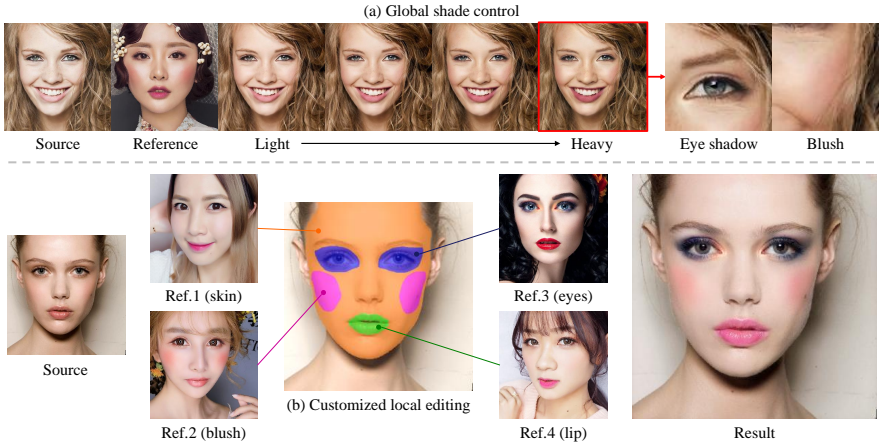 (a) Global shade control
Source
Reference
Light
Heavy
Eye shadow
Blush
Ref.1 (skin)
Ref.3 (eyes)
Source
Ref.2 (blush)
(b) Customized local editing
Ref.4 (lip)
Result